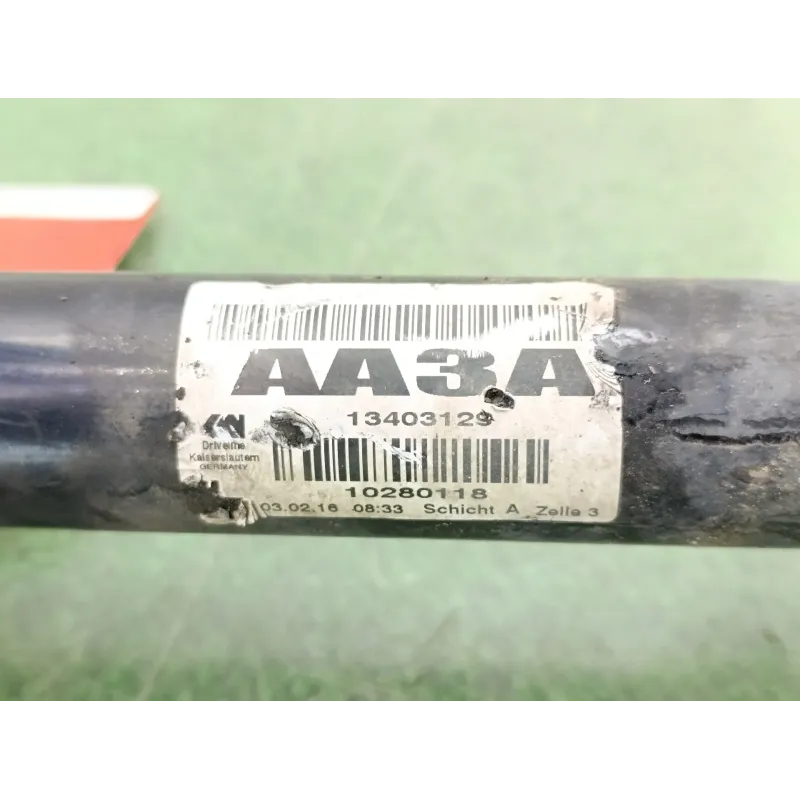 AA3A
13403129
Driveline
Kaiserslautern
GERMANY
10280118
03.02.16 08:33 Schicht A Zelle 3